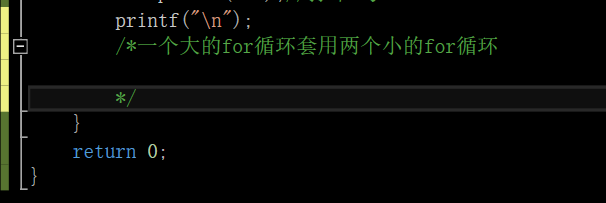 printf("\n");
/*一个大的for循环套用两个小的for循环
*/
}
return 0;
}